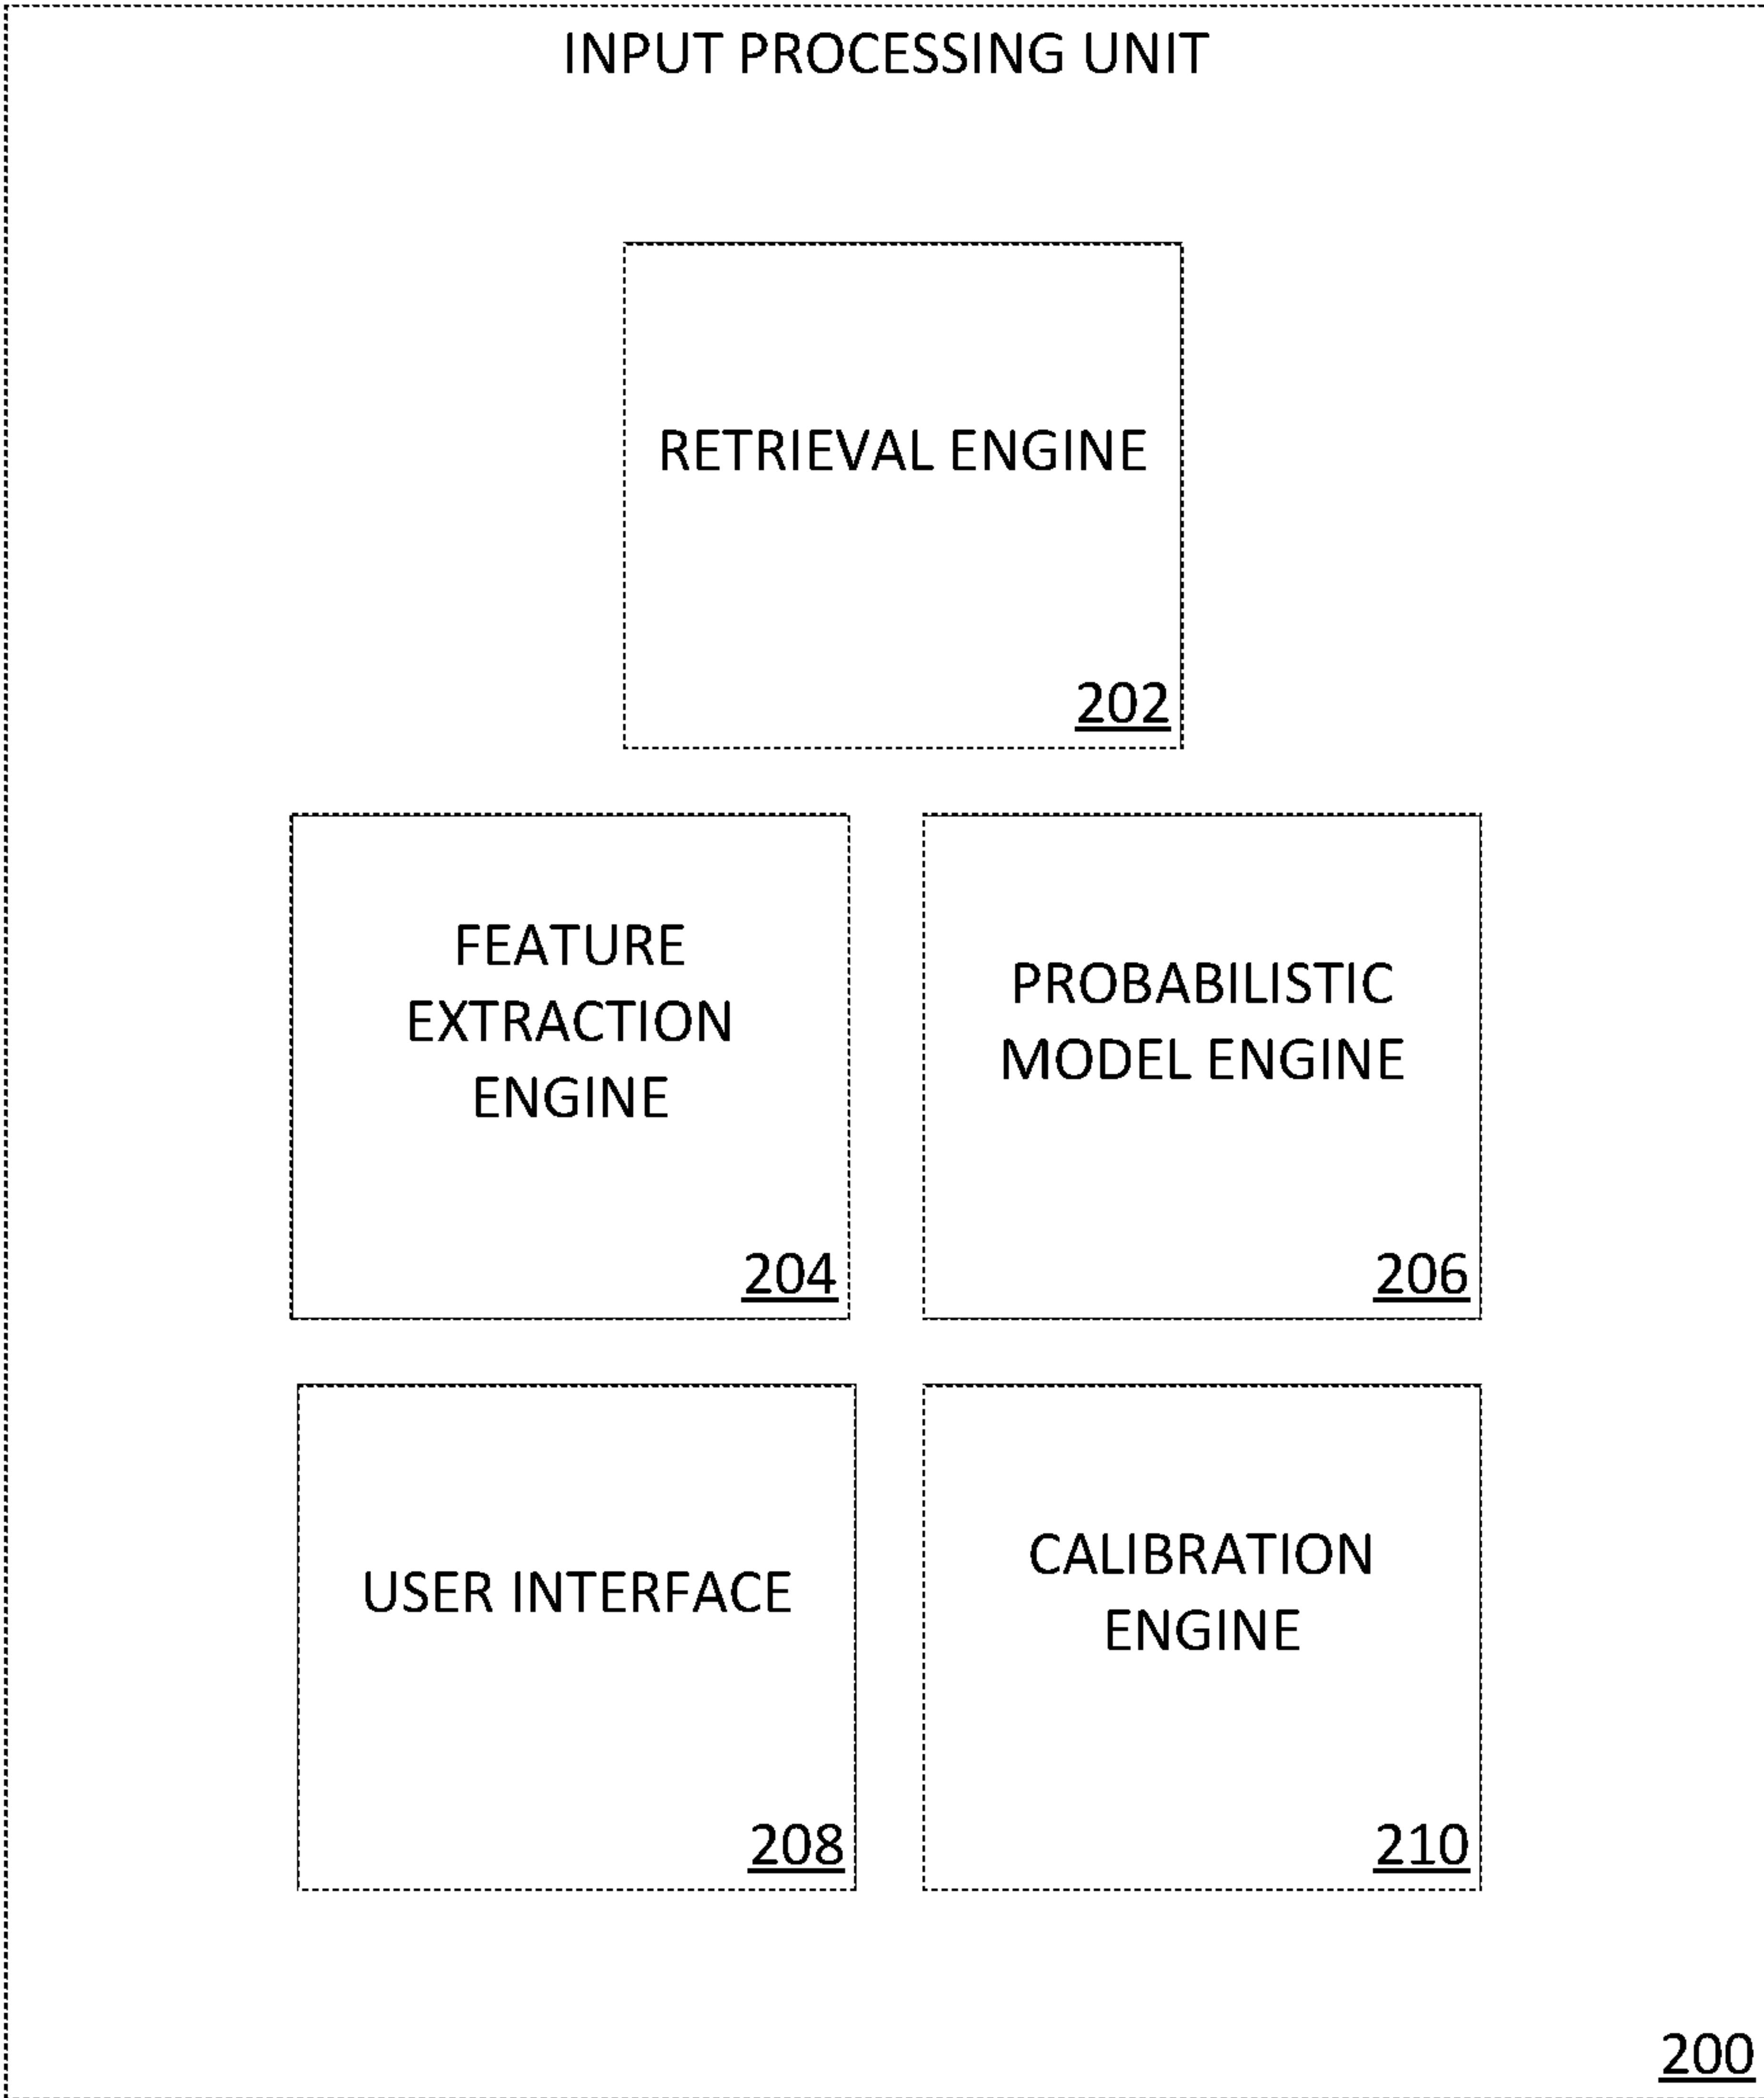 INPUT PROCESSING UNIT
RETRIEVAL ENGINE
202
FEATURE
EXTRACTION
ENGINE
204
PROBABILISTIC
MODEL ENGINE
206
USER INTERFACE
208
CALIBRATION
ENGINE
210
200